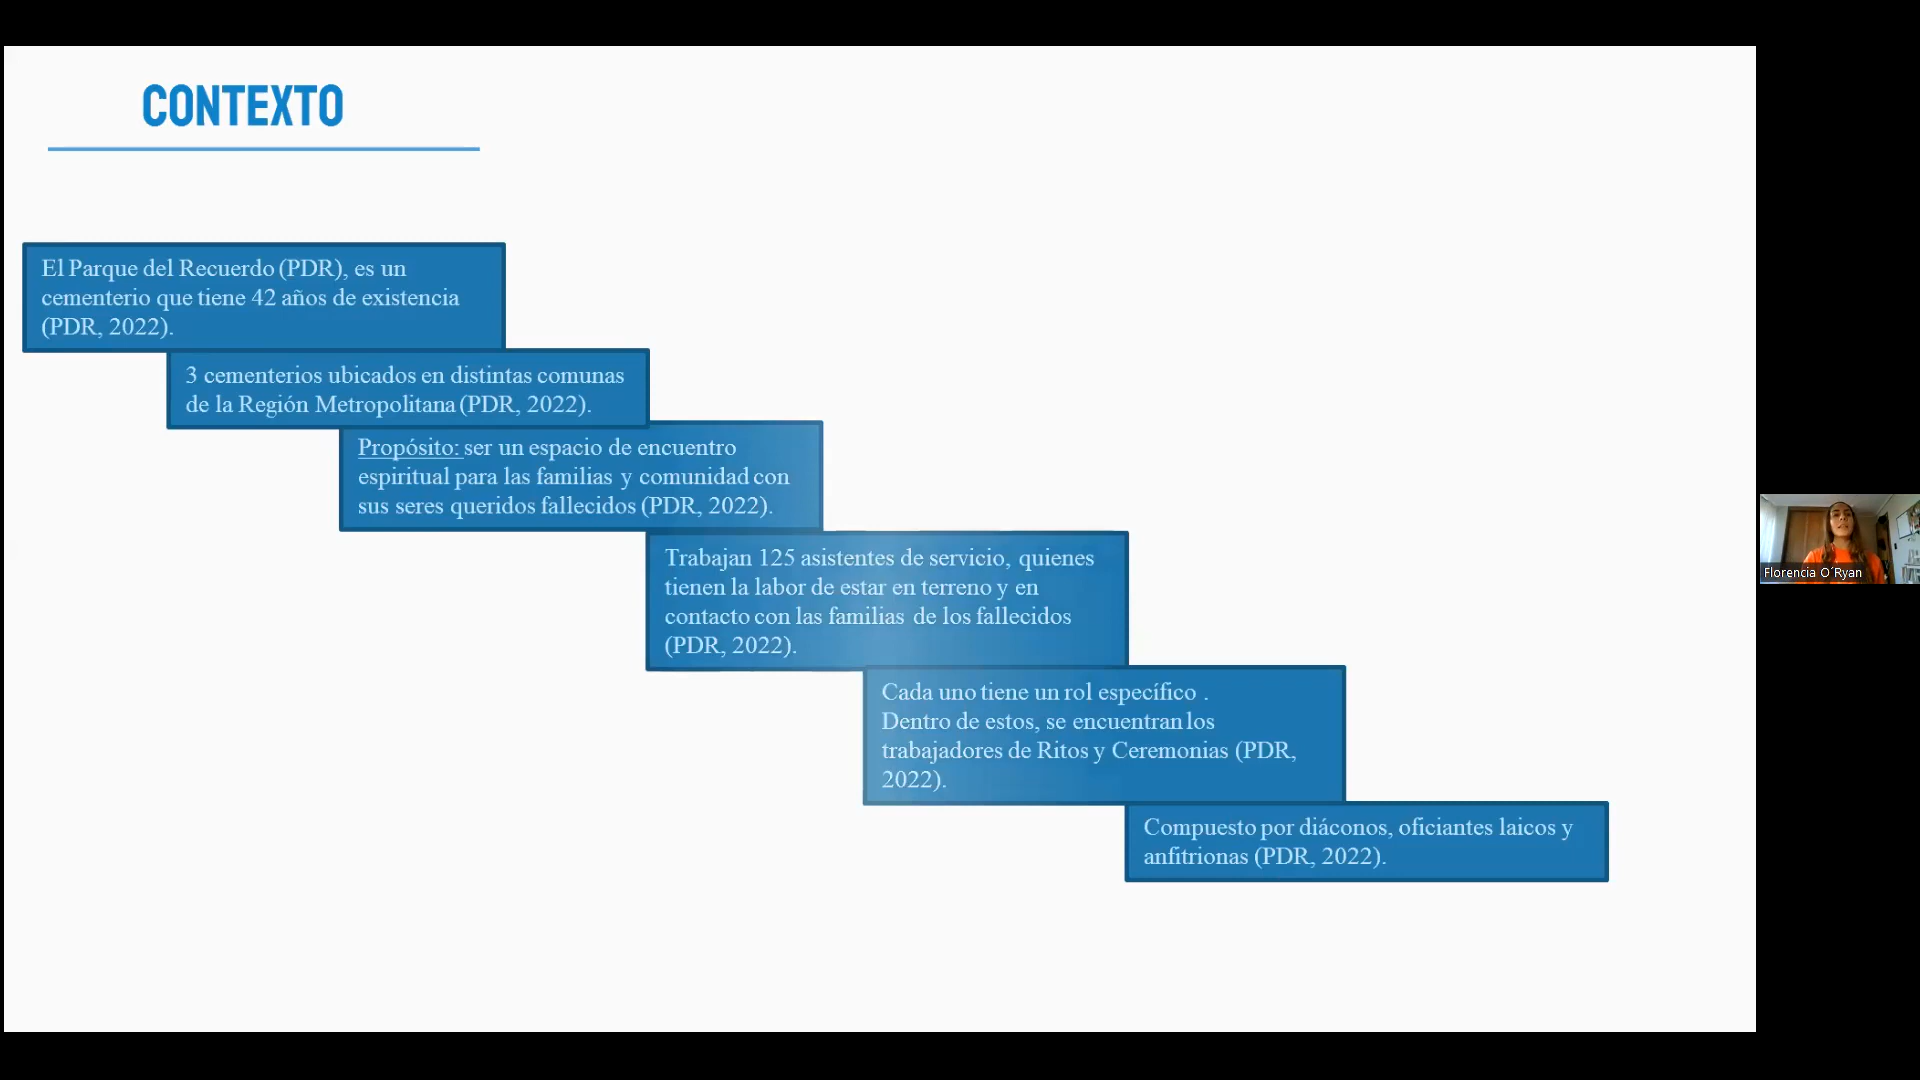 CONTEXTO
El Parque del Recuerdo (PDR), es un
cementerio que tiene 42 años de existencia
(PDR, 2022).
3 cementerios ubicados en distintas comunas
de la Región Metropolitana (PDR, 2022).
Propósito: ser un espacio de encuentro
espiritual para las familias y comunidad con
sus seres queridos fallecidos (PDR, 2022).
Trabajan 125 asistentes de servicio, quienes
tienen la labor de estar en terreno y en
contacto con las familias de los fallecidos
(PDR, 2022).
Cada uno tiene un rol específico .
Dentro de estos, se encuentran los
trabajadores de Ritos y Ceremonias (PDR,
2022).
Compuesto por diáconos, oficiantes laicos y
anfitrionas (PDR, 2022).
Florencia O´Ryan